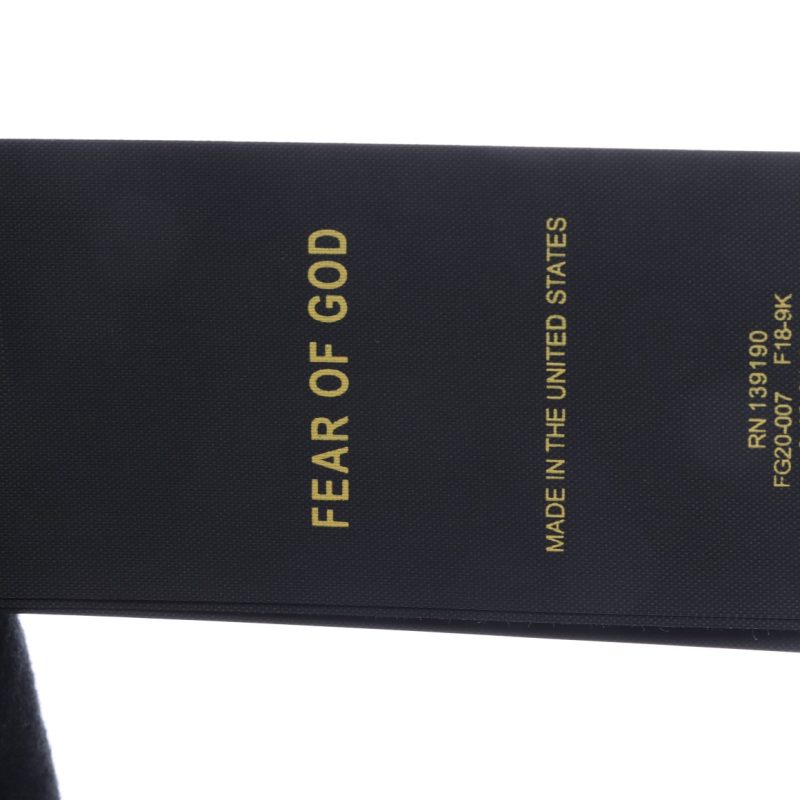 FEAR OF GOD
MADE IN THE UNITED STATES
RN 139190
FG20-007 F18-9K